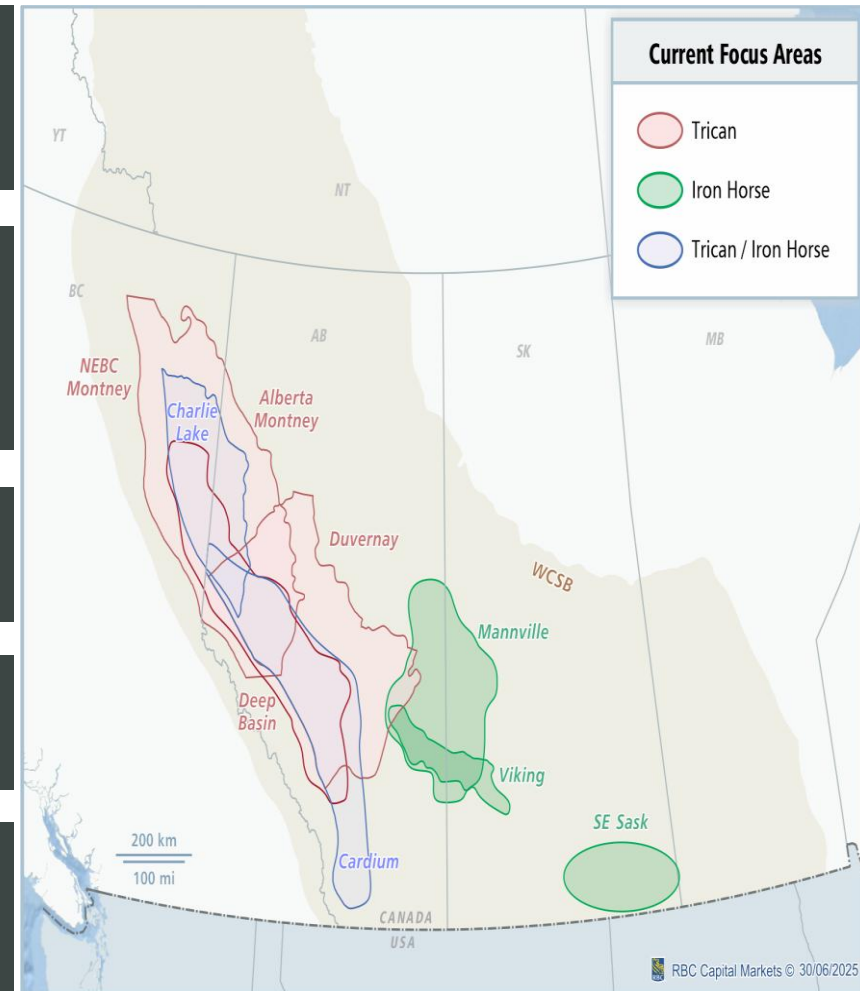 Current Focus Areas
Trican
Iron Horse
Trican / Iron Horse
YT
NT
BC
AB
SK
MB
NEBC
Montney
Charlie
Lake
Alberta
Montney
Duvernay
WCSB
Mannville
Deep
Basin
Viking
SE Sask
200 km
100 mi
Cardium
CANADA
USA
RBC
RBC Capital Markets © 30/06/2025